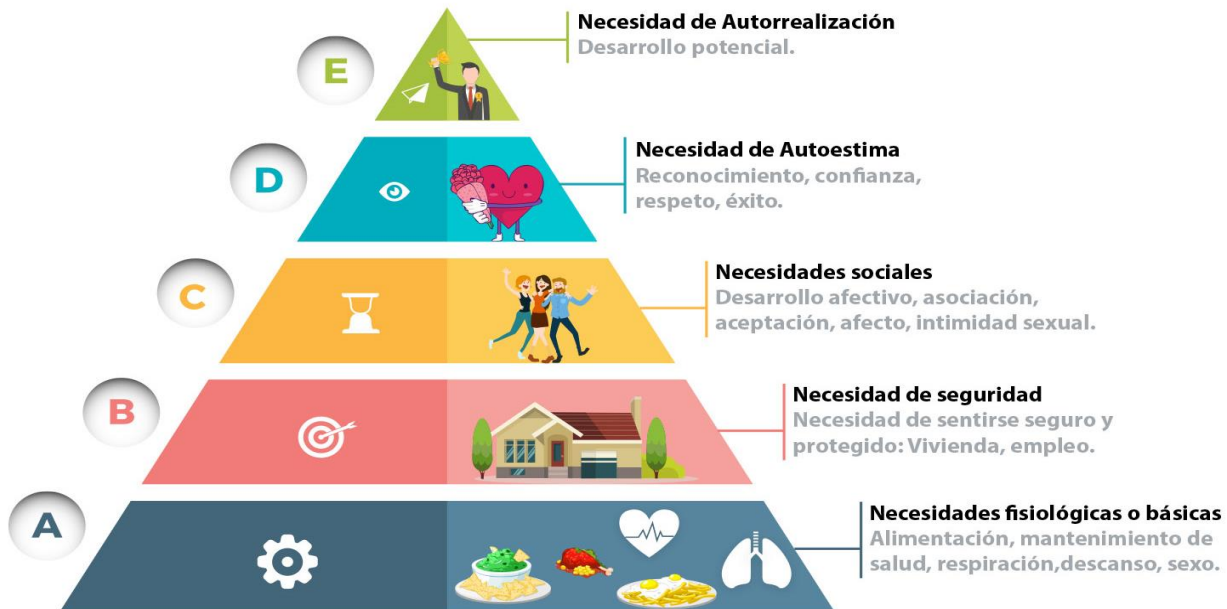 E
Necesidad de Autorrealización
Desarrollo potencial.
D
Necesidad de Autoestima
Reconocimiento, confianza,
respeto, éxito.
C
Necesidades sociales
Desarrollo afectivo, asociación,
aceptación, afecto, intimidad sexual.
B
Necesidad de seguridad
Necesidad de sentirse seguro y
protegido: Vivienda, empleo.
A
Necesidades fisiológicas o básicas
Alimentación, mantenimiento de
salud, respiración,descanso, sexo.